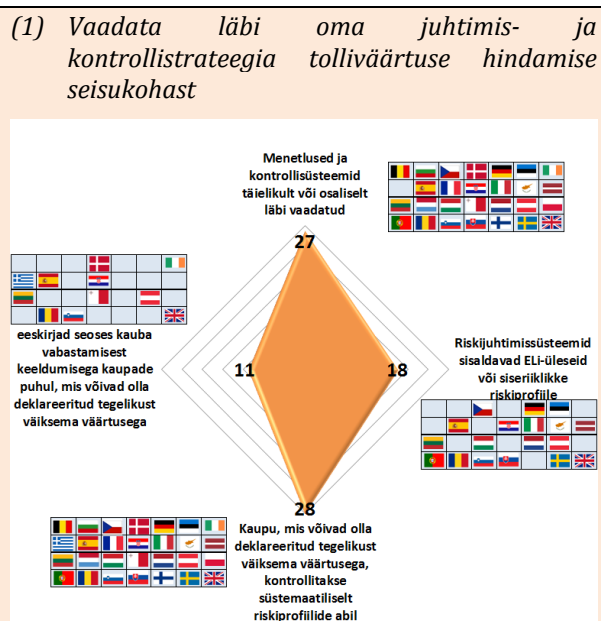 (1) Vaadata läbi oma juhtimis- ja
kontrollistrateegia tolliväärtuse hindamise
seisukohast
Menetlused ja
kontrollisüsteemid
täielikult või osaliselt
läbi vaadatud
27
eeskirjad seoses kauba
vabastamisest
keeldumisega kaupade
puhul, mis võivad olla
deklareeritud tegelikust
väiksema väärtusega
11
18
Riskijuhtimissüsteemid
sisaldavad ELi-üleseid
või siseriiklikke
riskiprofiile
28
Kaupu, mis võivad olla
deklareeritud tegelikust
väiksema väärtusega,
kontrollitakse
süstemaatiliselt
riskiprofiilide abil